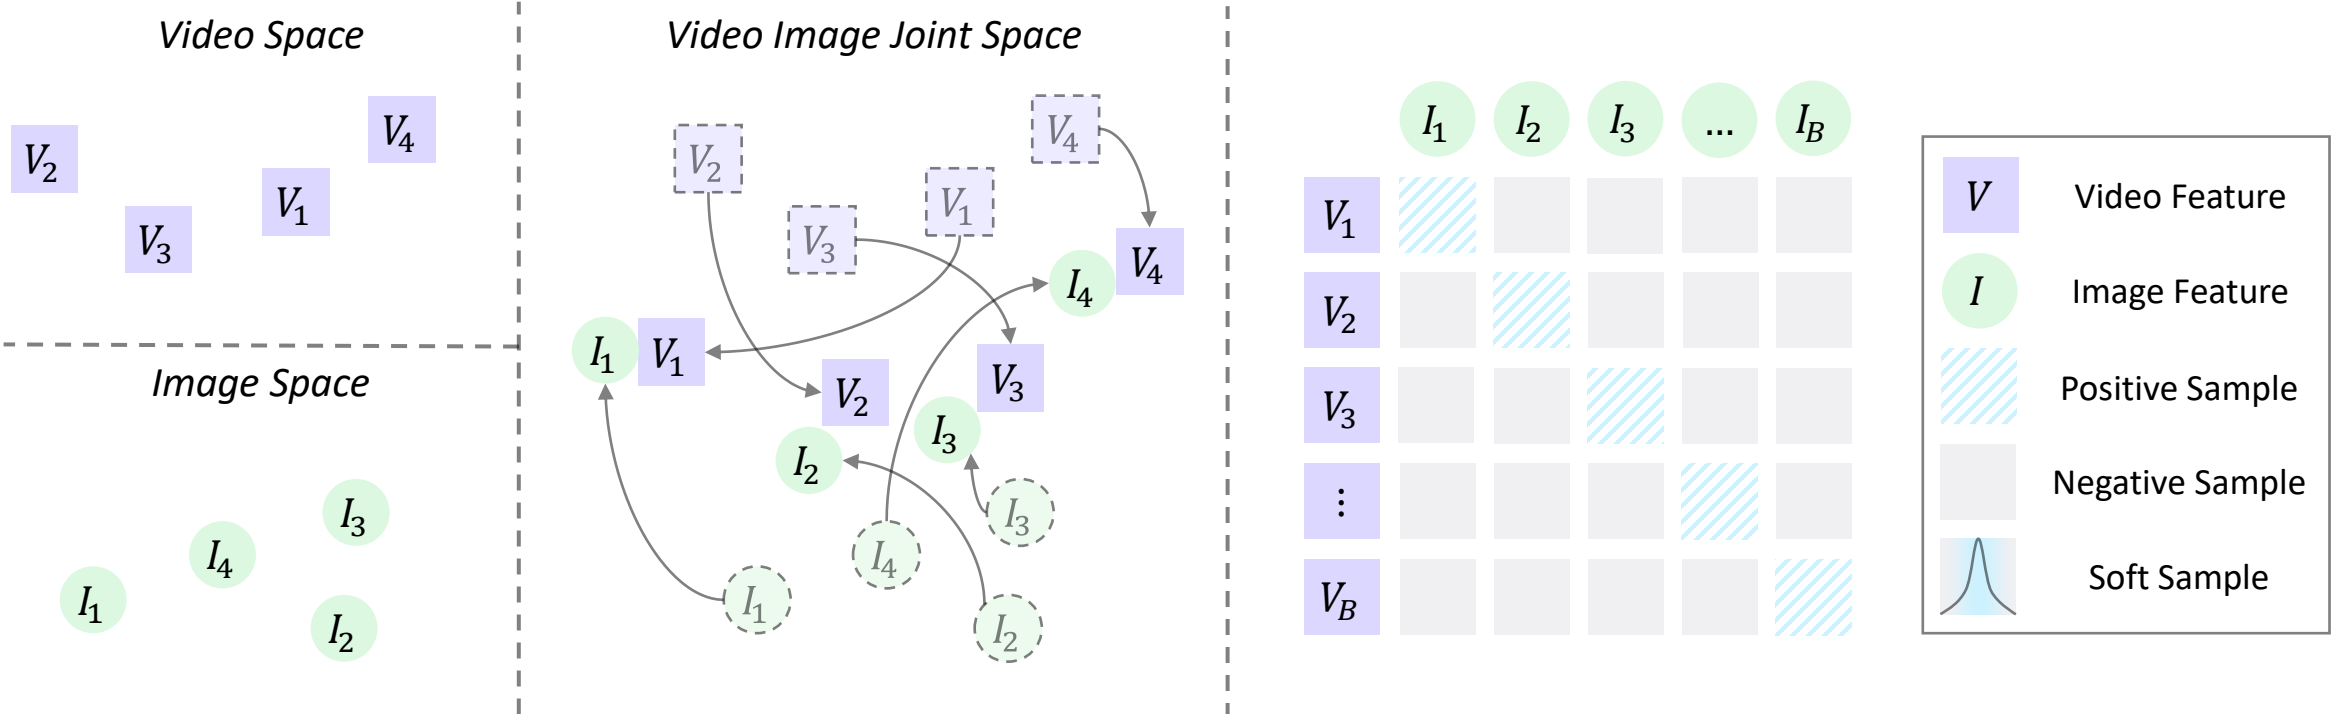 Video Space
V2
V4
V1
V3
Image Space
I3
I4
I1
I2
Video Image Joint Space
V4
V2
V1
V3
V4
I4
I1
V1
V2
V3
I3
I2
I3
I4
I1
I2
I1 I2 I3 ... IB
V1
V2
V3
⋮
VB
V Video Feature
I Image Feature
Positive Sample
Negative Sample
Soft Sample